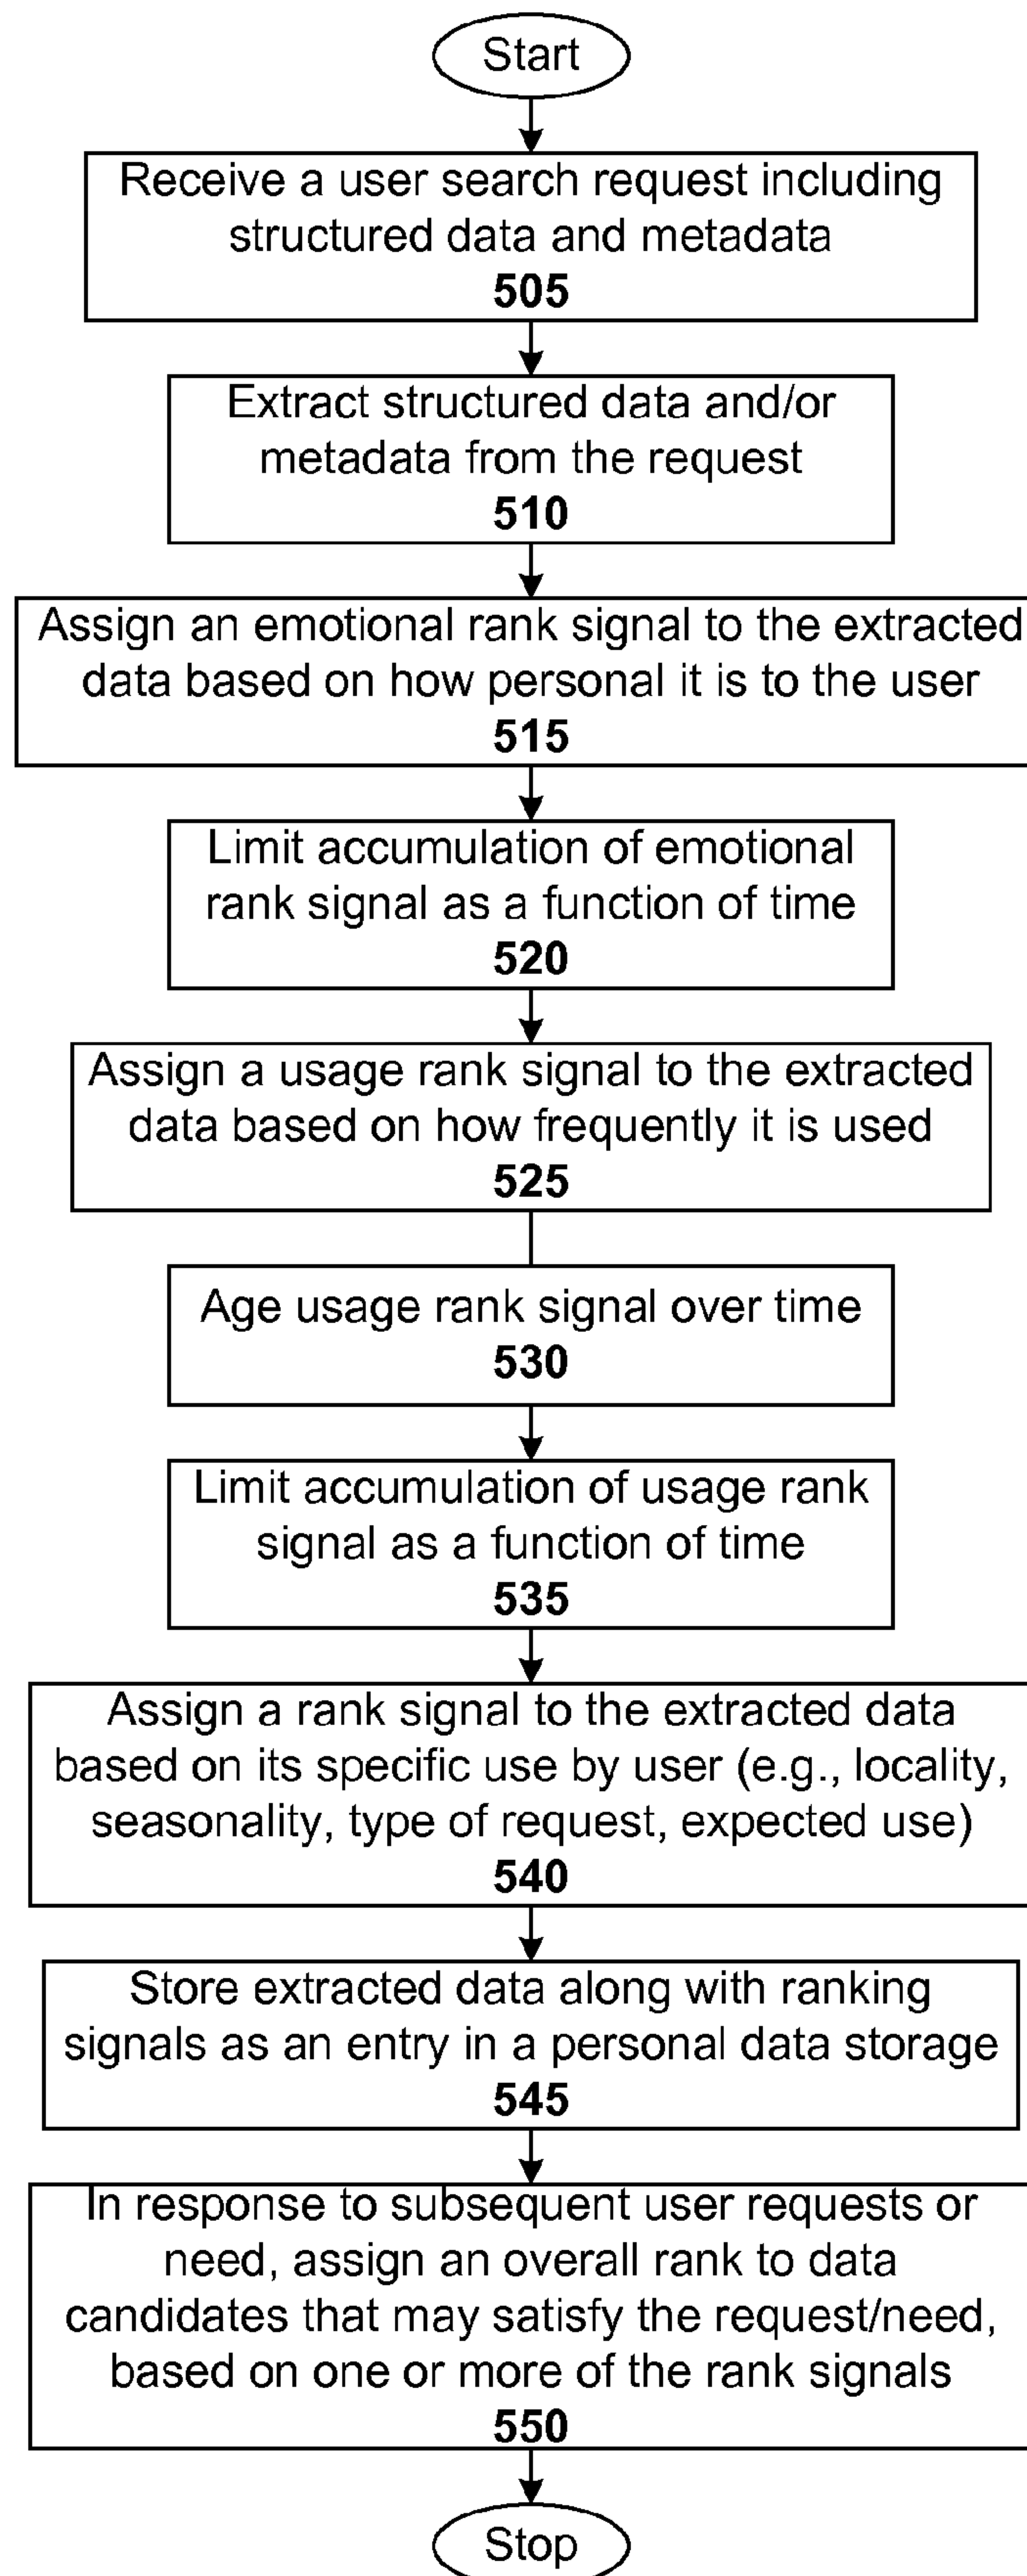 Start
Receive a user search request including
structured data and metadata
505
Extract structured data and/or
metadata from the request
510
Assign an emotional rank signal to the extracted
data based on how personal it is to the user
515
Limit accumulation of emotional
rank signal as a function of time
520
Assign a usage rank signal to the extracted
data based on how frequently it is used
525
Age usage rank signal over time
530
Limit accumulation of usage rank
signal as a function of time
535
Assign a rank signal to the extracted data
based on its specific use by user (e.g., locality,
seasonality, type of request, expected use)
540
Store extracted data along with ranking
signals as an entry in a personal data storage
545
In response to subsequent user requests or
need, assign an overall rank to data
candidates that may satisfy the request/need,
based on one or more of the rank signals
550
Stop